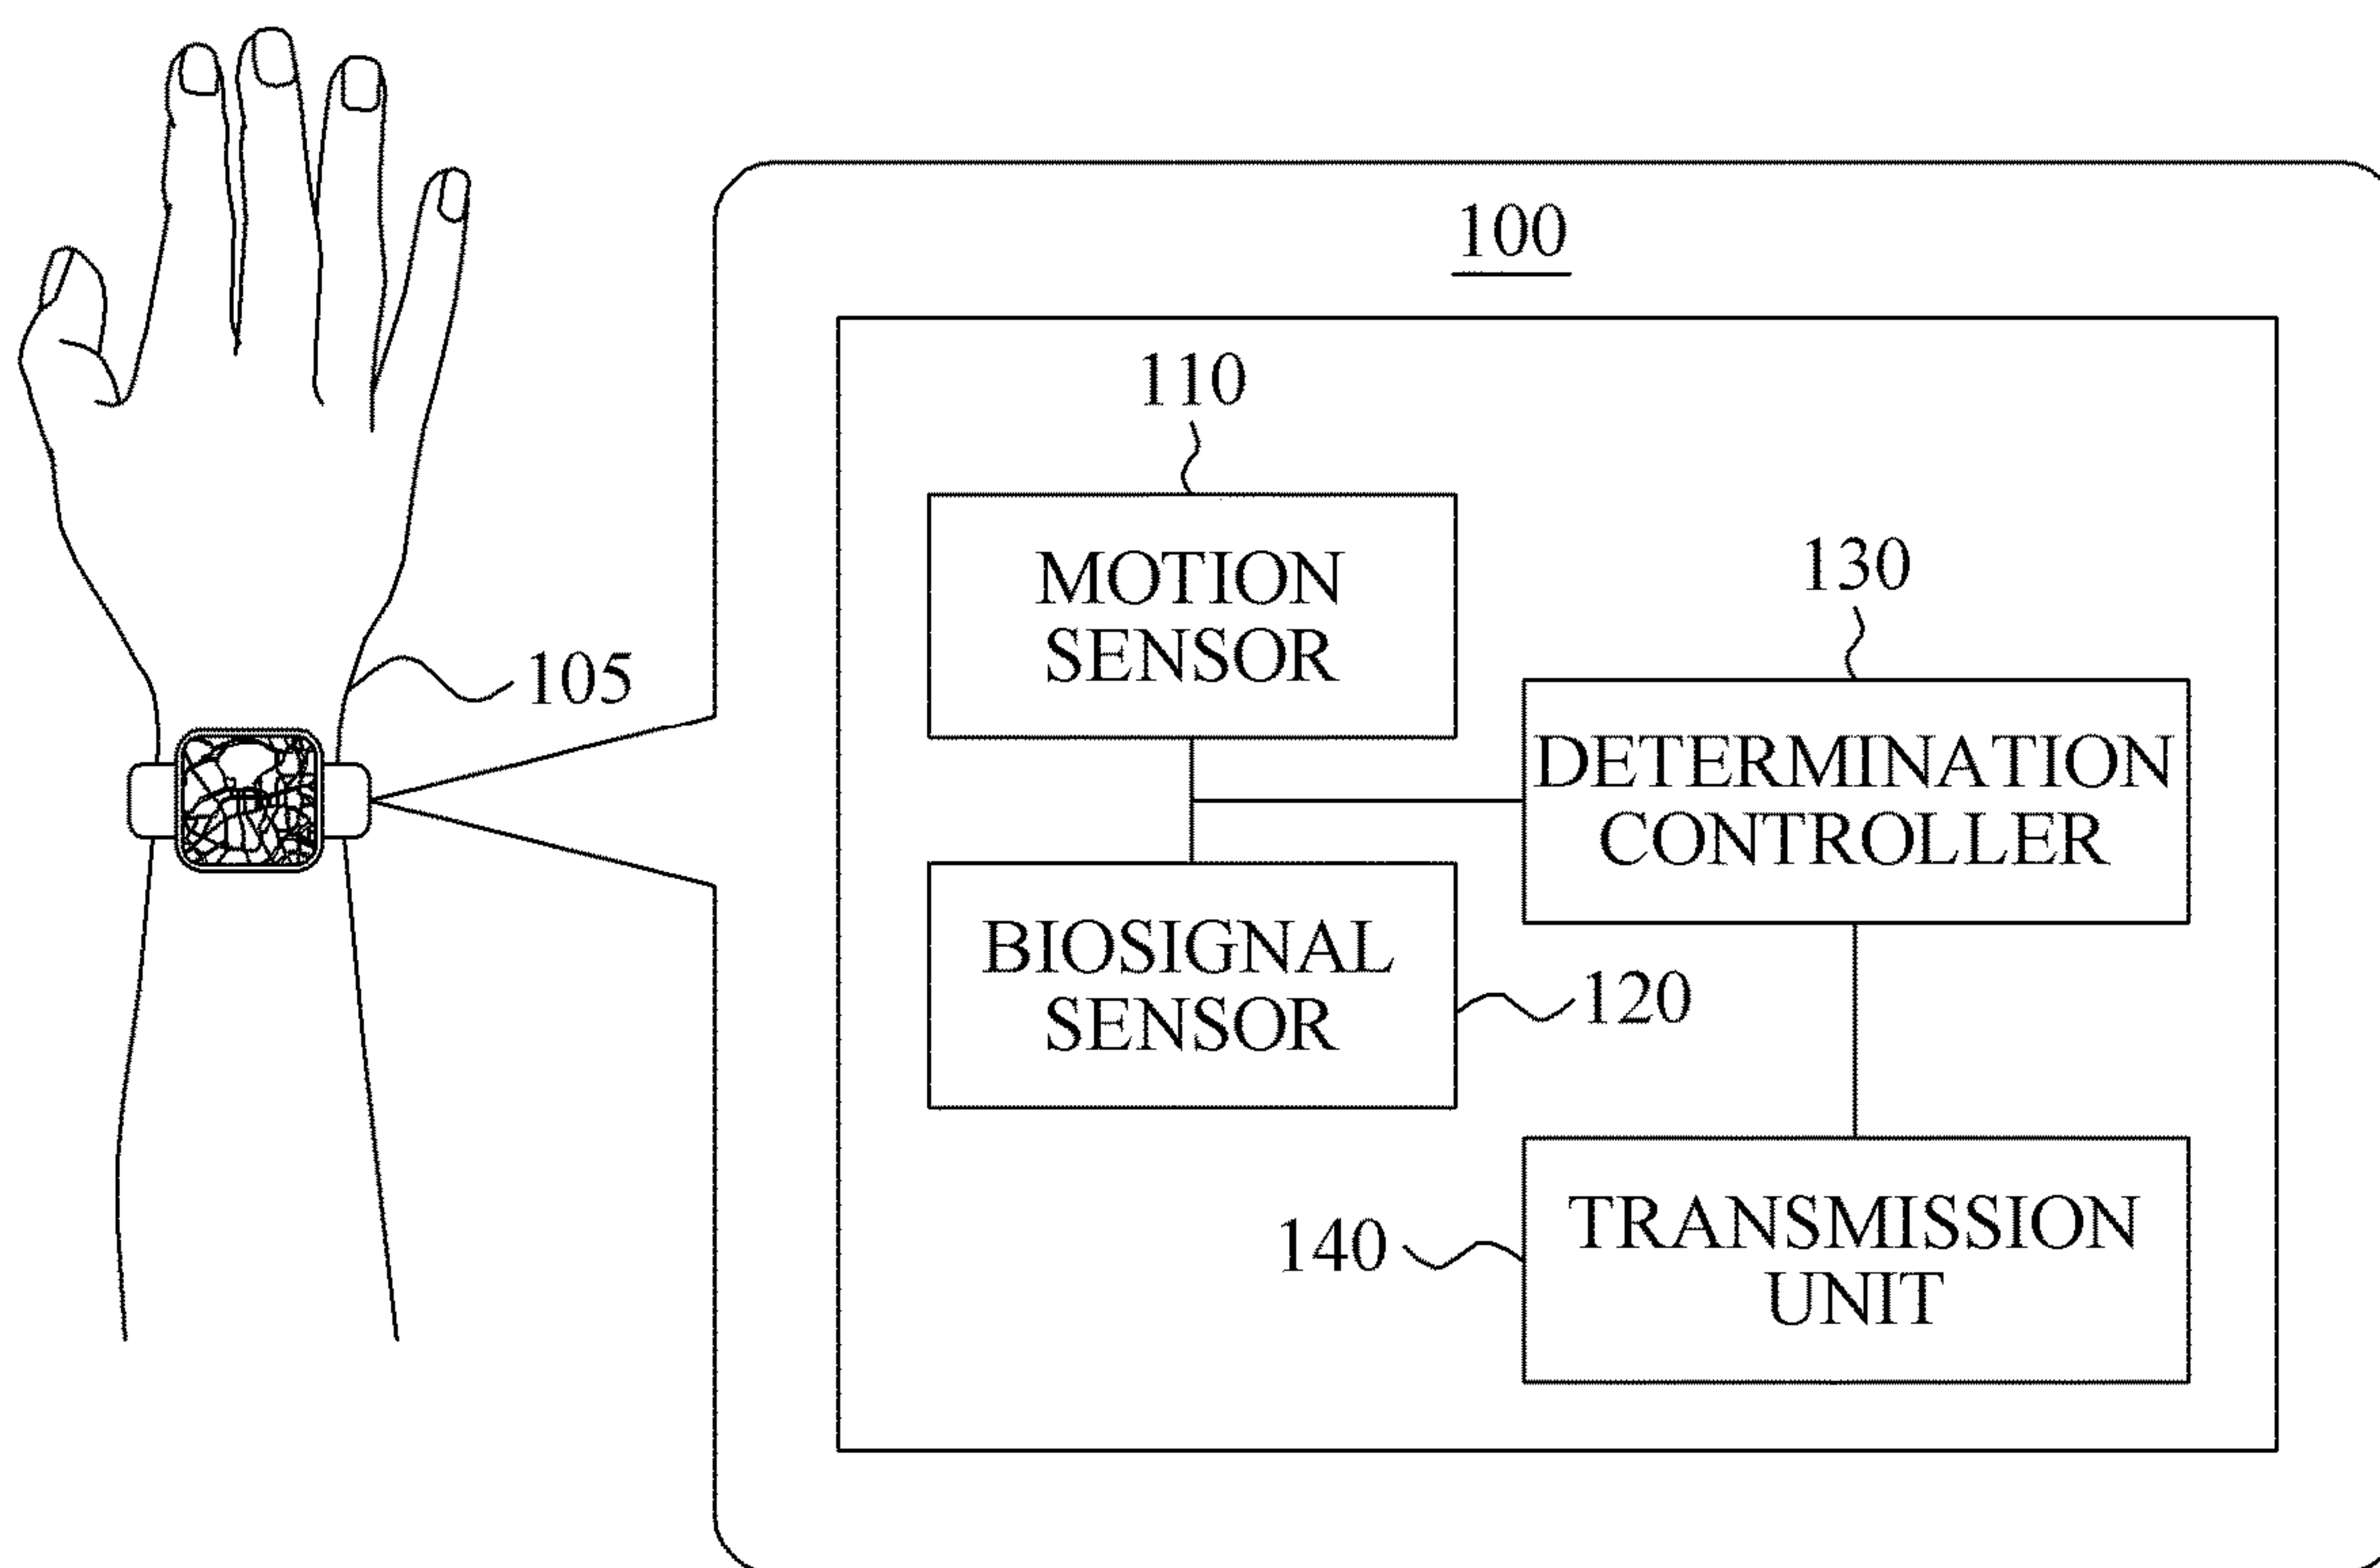 100
110
MOTION
SENSOR
130
105
DETERMINATION
CONTROLLER
BIOSIGNAL
SENSOR
120
140
TRANSMISSION
UNIT